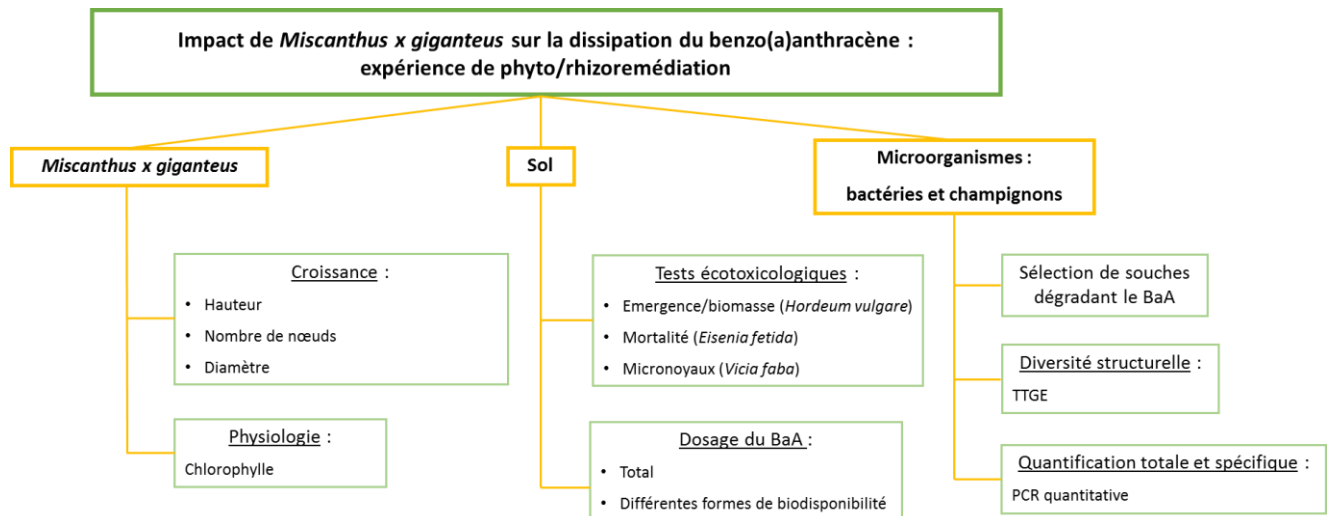 Impact de Miscanthus x giganteus sur la dissipation du benzo(a)anthracène :
expérience de phyto/rhizoremédiation
Miscanthus x giganteus
Croissance :
• Hauteur
• Nombre de nœuds
• Diamètre
Physiologie :
Chlorophylle
Sol
Tests écotoxicologiques :
• Emergence/biomasse (Hordeum vulgare)
• Mortalité (Eisenia fetida)
• Micronoyaux (Vicia faba)
Dosage du BaA :
• Total
• Différentes formes de biodisponibilité
Microorganismes :
bactéries et champignons
Sélection de souches
dégradant le BaA
Diversité structurelle :
TTGE
Quantification totale et spécifique :
PCR quantitative